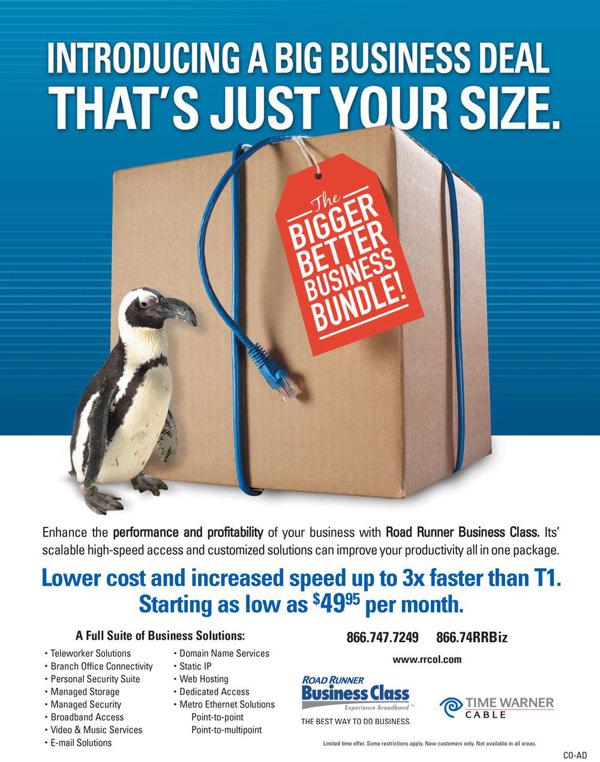 INTRODUCING A BIG BUSINESS DEAL
THAT'S JUST YOUR SIZE.
The
BIGGER
BETTER
BUSINESS
BUNDLE!
Enhance the performance and profitability of your business with Road Runner Business Class. Its'
scalable high-speed access and customized solutions can improve your productivity all in one package.
Lower cost and increased speed up to 3x faster than T1.
Starting as low as $49⁹⁵ per month.
A Full Suite of Business Solutions:
• Teleworker Solutions
• Branch Office Connectivity
• Personal Security Suite
• Managed Storage
• Managed Security
• Broadband Access
• Video & Music Services
• E-mail Solutions
• Domain Name Services
• Static IP
• Web Hosting
• Dedicated Access
• Metro Ethernet Solutions
Point-to-point
Point-to-multipoint
866.747.7249 866.74RRBiz
www.rrcol.com
ROAD RUNNER
Business Class
Experience Broadband™
THE BEST WAY TO DO BUSINESS.
TIME WARNER
CABLE
Limited time offer. Some restrictions apply. New customers only. Not available in all areas.
CO-AD